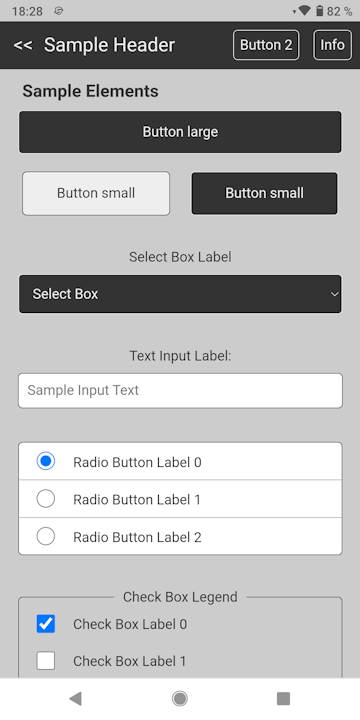 18:28 82 %
<< Sample Header Button 2 Info
Sample Elements
Button large
Button small Button small
Select Box Label
Select Box
Text Input Label:
Sample Input Text
Radio Button Label 0
Radio Button Label 1
Radio Button Label 2
Check Box Legend
Check Box Label 0
Check Box Label 1